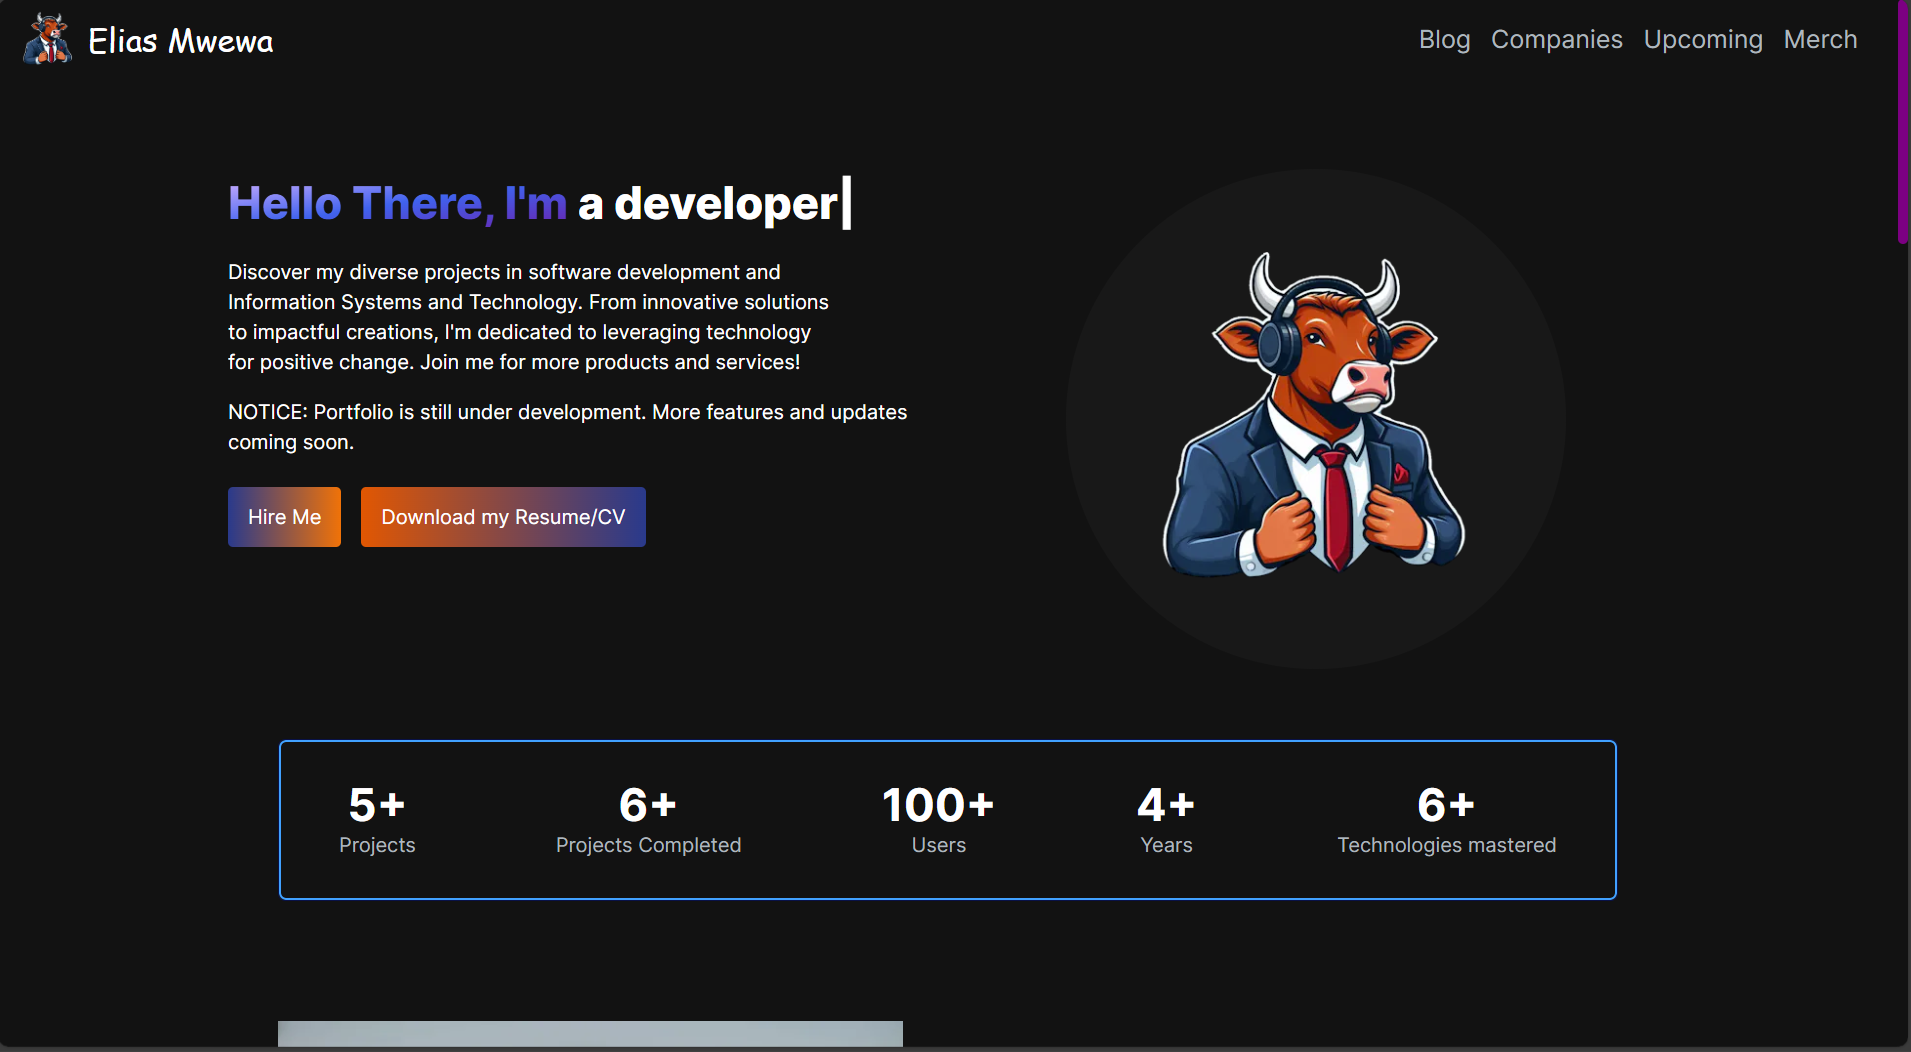 Elias Mwewa
Blog Companies Upcoming Merch
Hello There, I'm a developer
Discover my diverse projects in software development and
Information Systems and Technology. From innovative solutions
to impactful creations, I'm dedicated to leveraging technology
for positive change. Join me for more products and services!
NOTICE: Portfolio is still under development. More features and updates
coming soon.
Hire Me
Download my Resume/CV
5+
Projects
6+
Projects Completed
100+
Users
4+
Years
6+
Technologies mastered